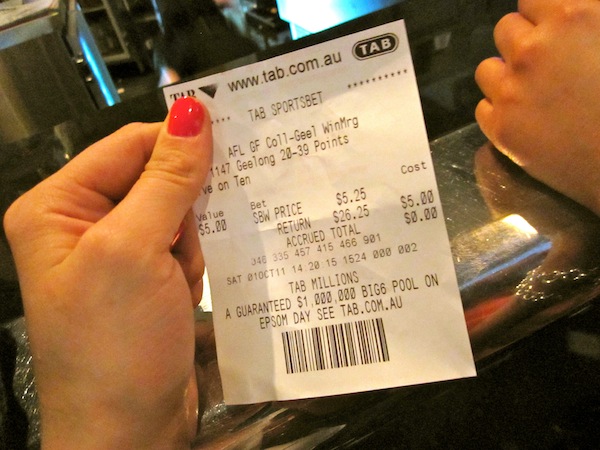 TAB www.tab.com.au TAB
.... TAB SPORTSBET **********
AFL GF Coll-Geel WinMrg
1147 Geelong 20-39 Points
ve on Ten
Value Bet Cost
$5.00 SBW PRICE $5.25 $5.00
RETURN $26.25 $0.00
ACCRUED TOTAL
J46 335 457 415 466 901
SAT 01OCT11 14.20 15 1524 000 002
TAB MILLIONS
A GUARANTEED $1,000,000 BIG6 POOL ON
EPSOM DAY SEE TAB.COM.AU